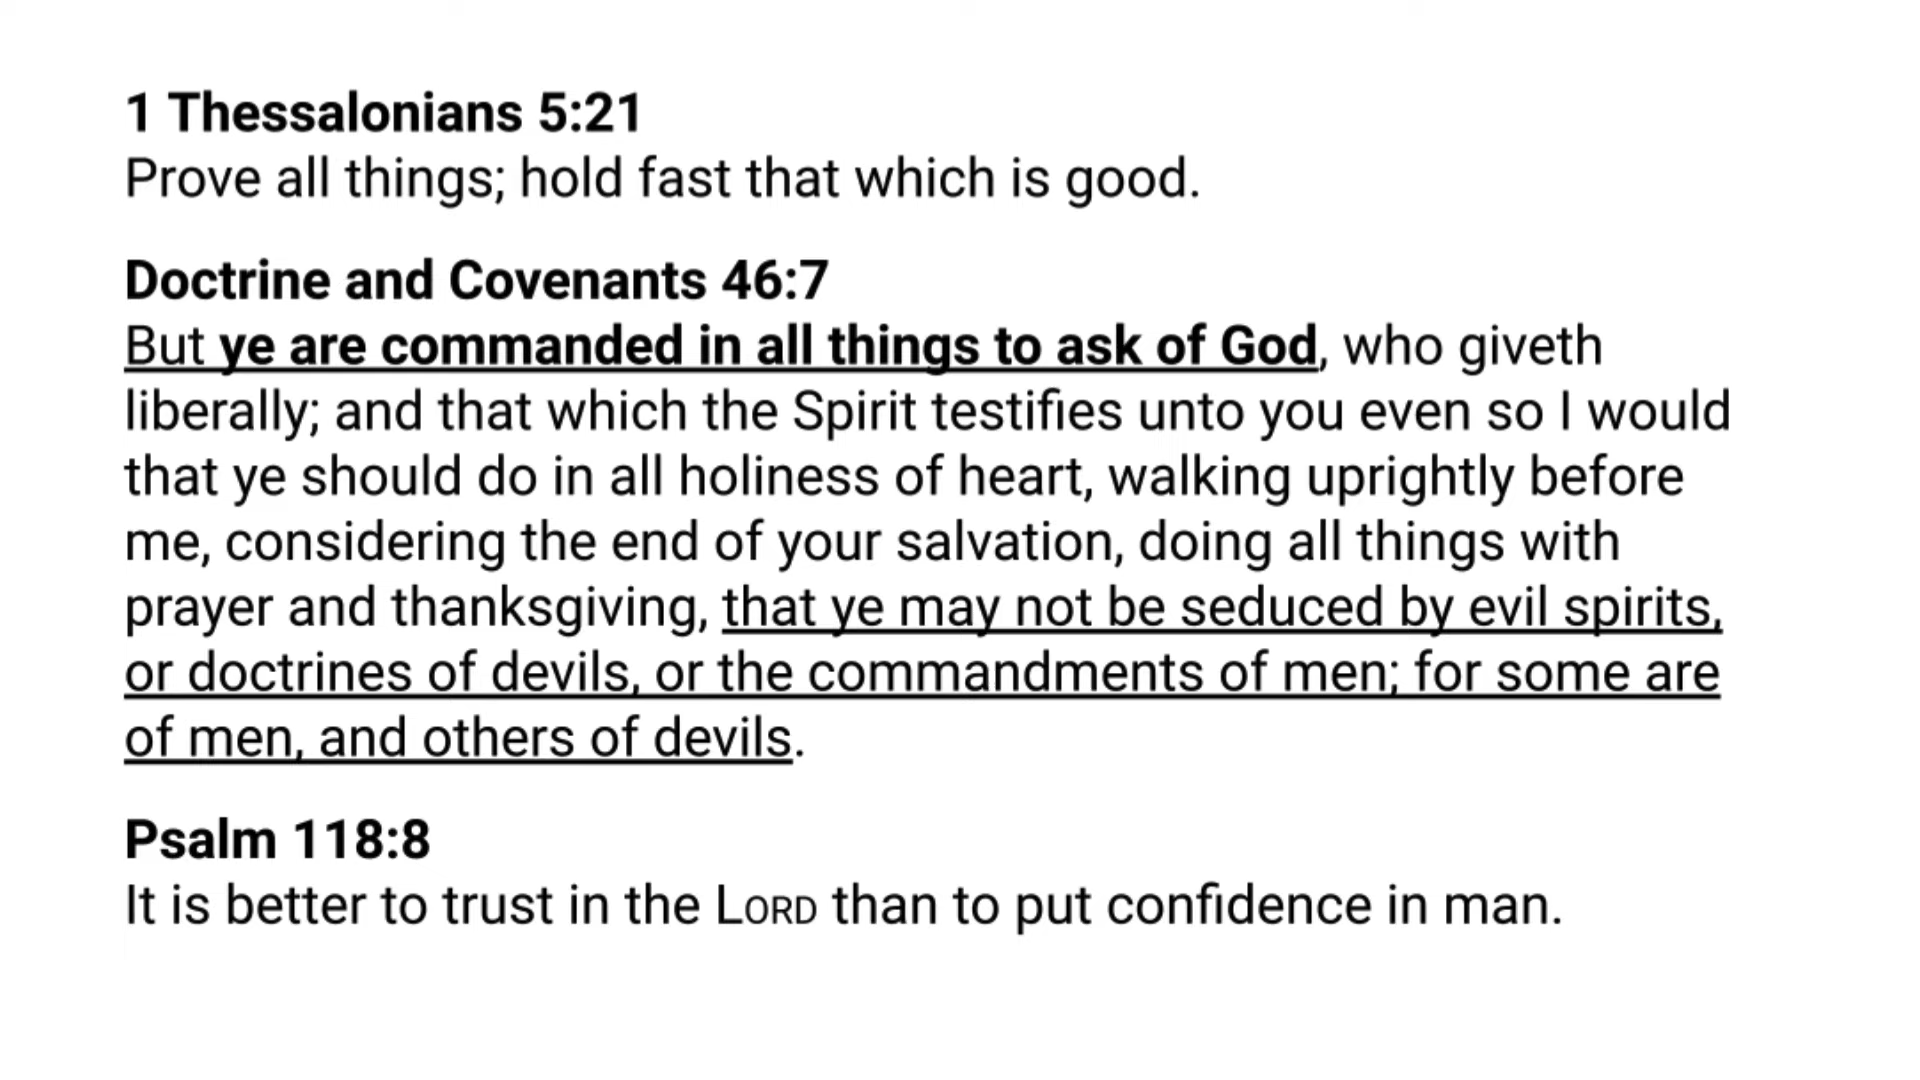 1 Thessalonians 5:21
Prove all things; hold fast that which is good.
Doctrine and Covenants 46:7
But ye are commanded in all things to ask of God, who giveth
liberally; and that which the Spirit testifies unto you even so I would
that ye should do in all holiness of heart, walking uprightly before
me, considering the end of your salvation, doing all things with
prayer and thanksgiving, that ye may not be seduced by evil spirits,
or doctrines of devils, or the commandments of men; for some are
of men, and others of devils.
Psalm 118:8
It is better to trust in the LORD than to put confidence in man.